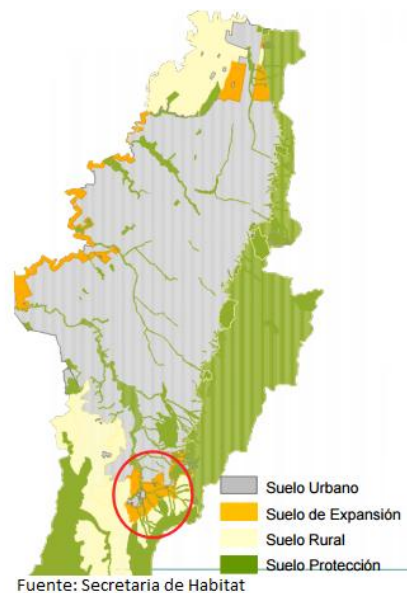 Suelo Urbano
Suelo de Expansión
Suelo Rural
Suelo Protección
Fuente: Secretaria de Habitat